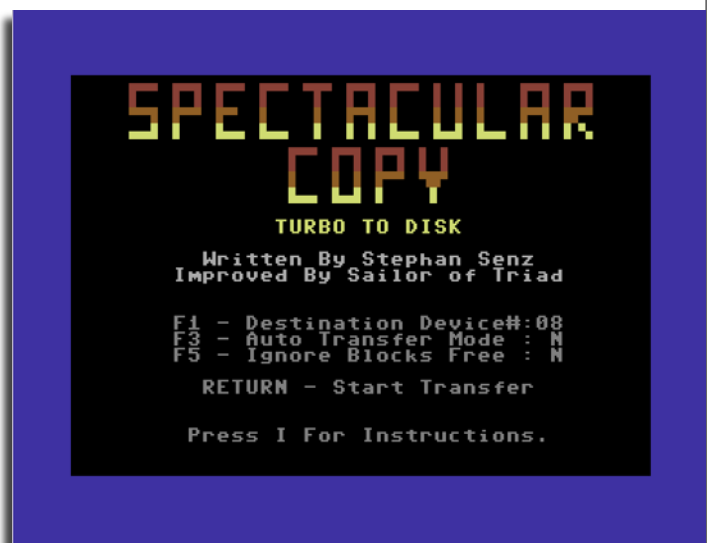 SPECTACULAR
COPY
TURBO TO DISK
Written By Stephan Senz
Improved By Sailor of Triad
F1 - Destination Device#:08
F3 - Auto Transfer Mode : N
F5 - Ignore Blocks Free : N
RETURN - Start Transfer
Press I For Instructions.